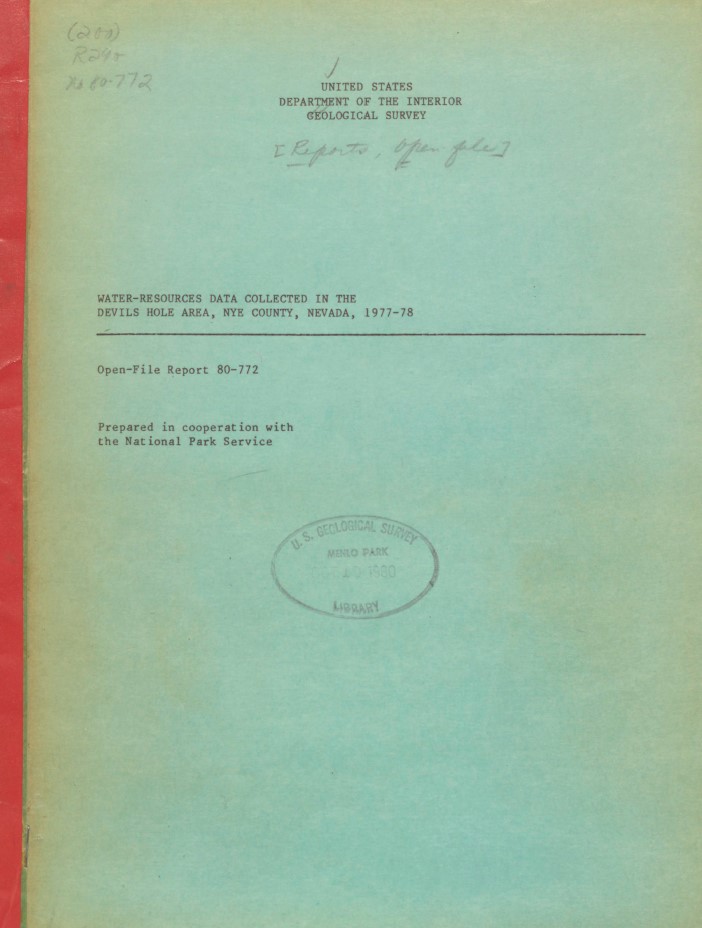 (200)
R290
no 80-772
UNITED STATES
DEPARTMENT OF THE INTERIOR
GEOLOGICAL SURVEY
[Reports, Open file]
WATER-RESOURCES DATA COLLECTED IN THE
DEVILS HOLE AREA, NYE COUNTY, NEVADA, 1977-78
Open-File Report 80-772
Prepared in cooperation with
the National Park Service
U. S. GEOLOGICAL SURVEY
MENLO PARK
1980
LIBRARY